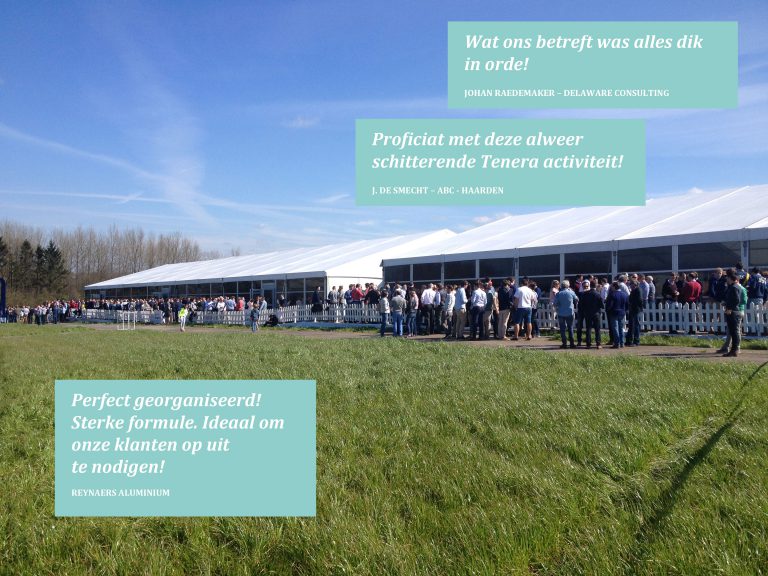 Wat ons betreft was alles dik
in orde!
JOHAN RAEDEMAKER – DELAWARE CONSULTING
Proficiat met deze alweer
schitterende Tenera activiteit!
J. DE SMECHT – ABC - HAARDEN
Perfect georganiseerd!
Sterke formule. Ideaal om
onze klanten op uit
te nodigen!
REYNAERS ALUMINIUM